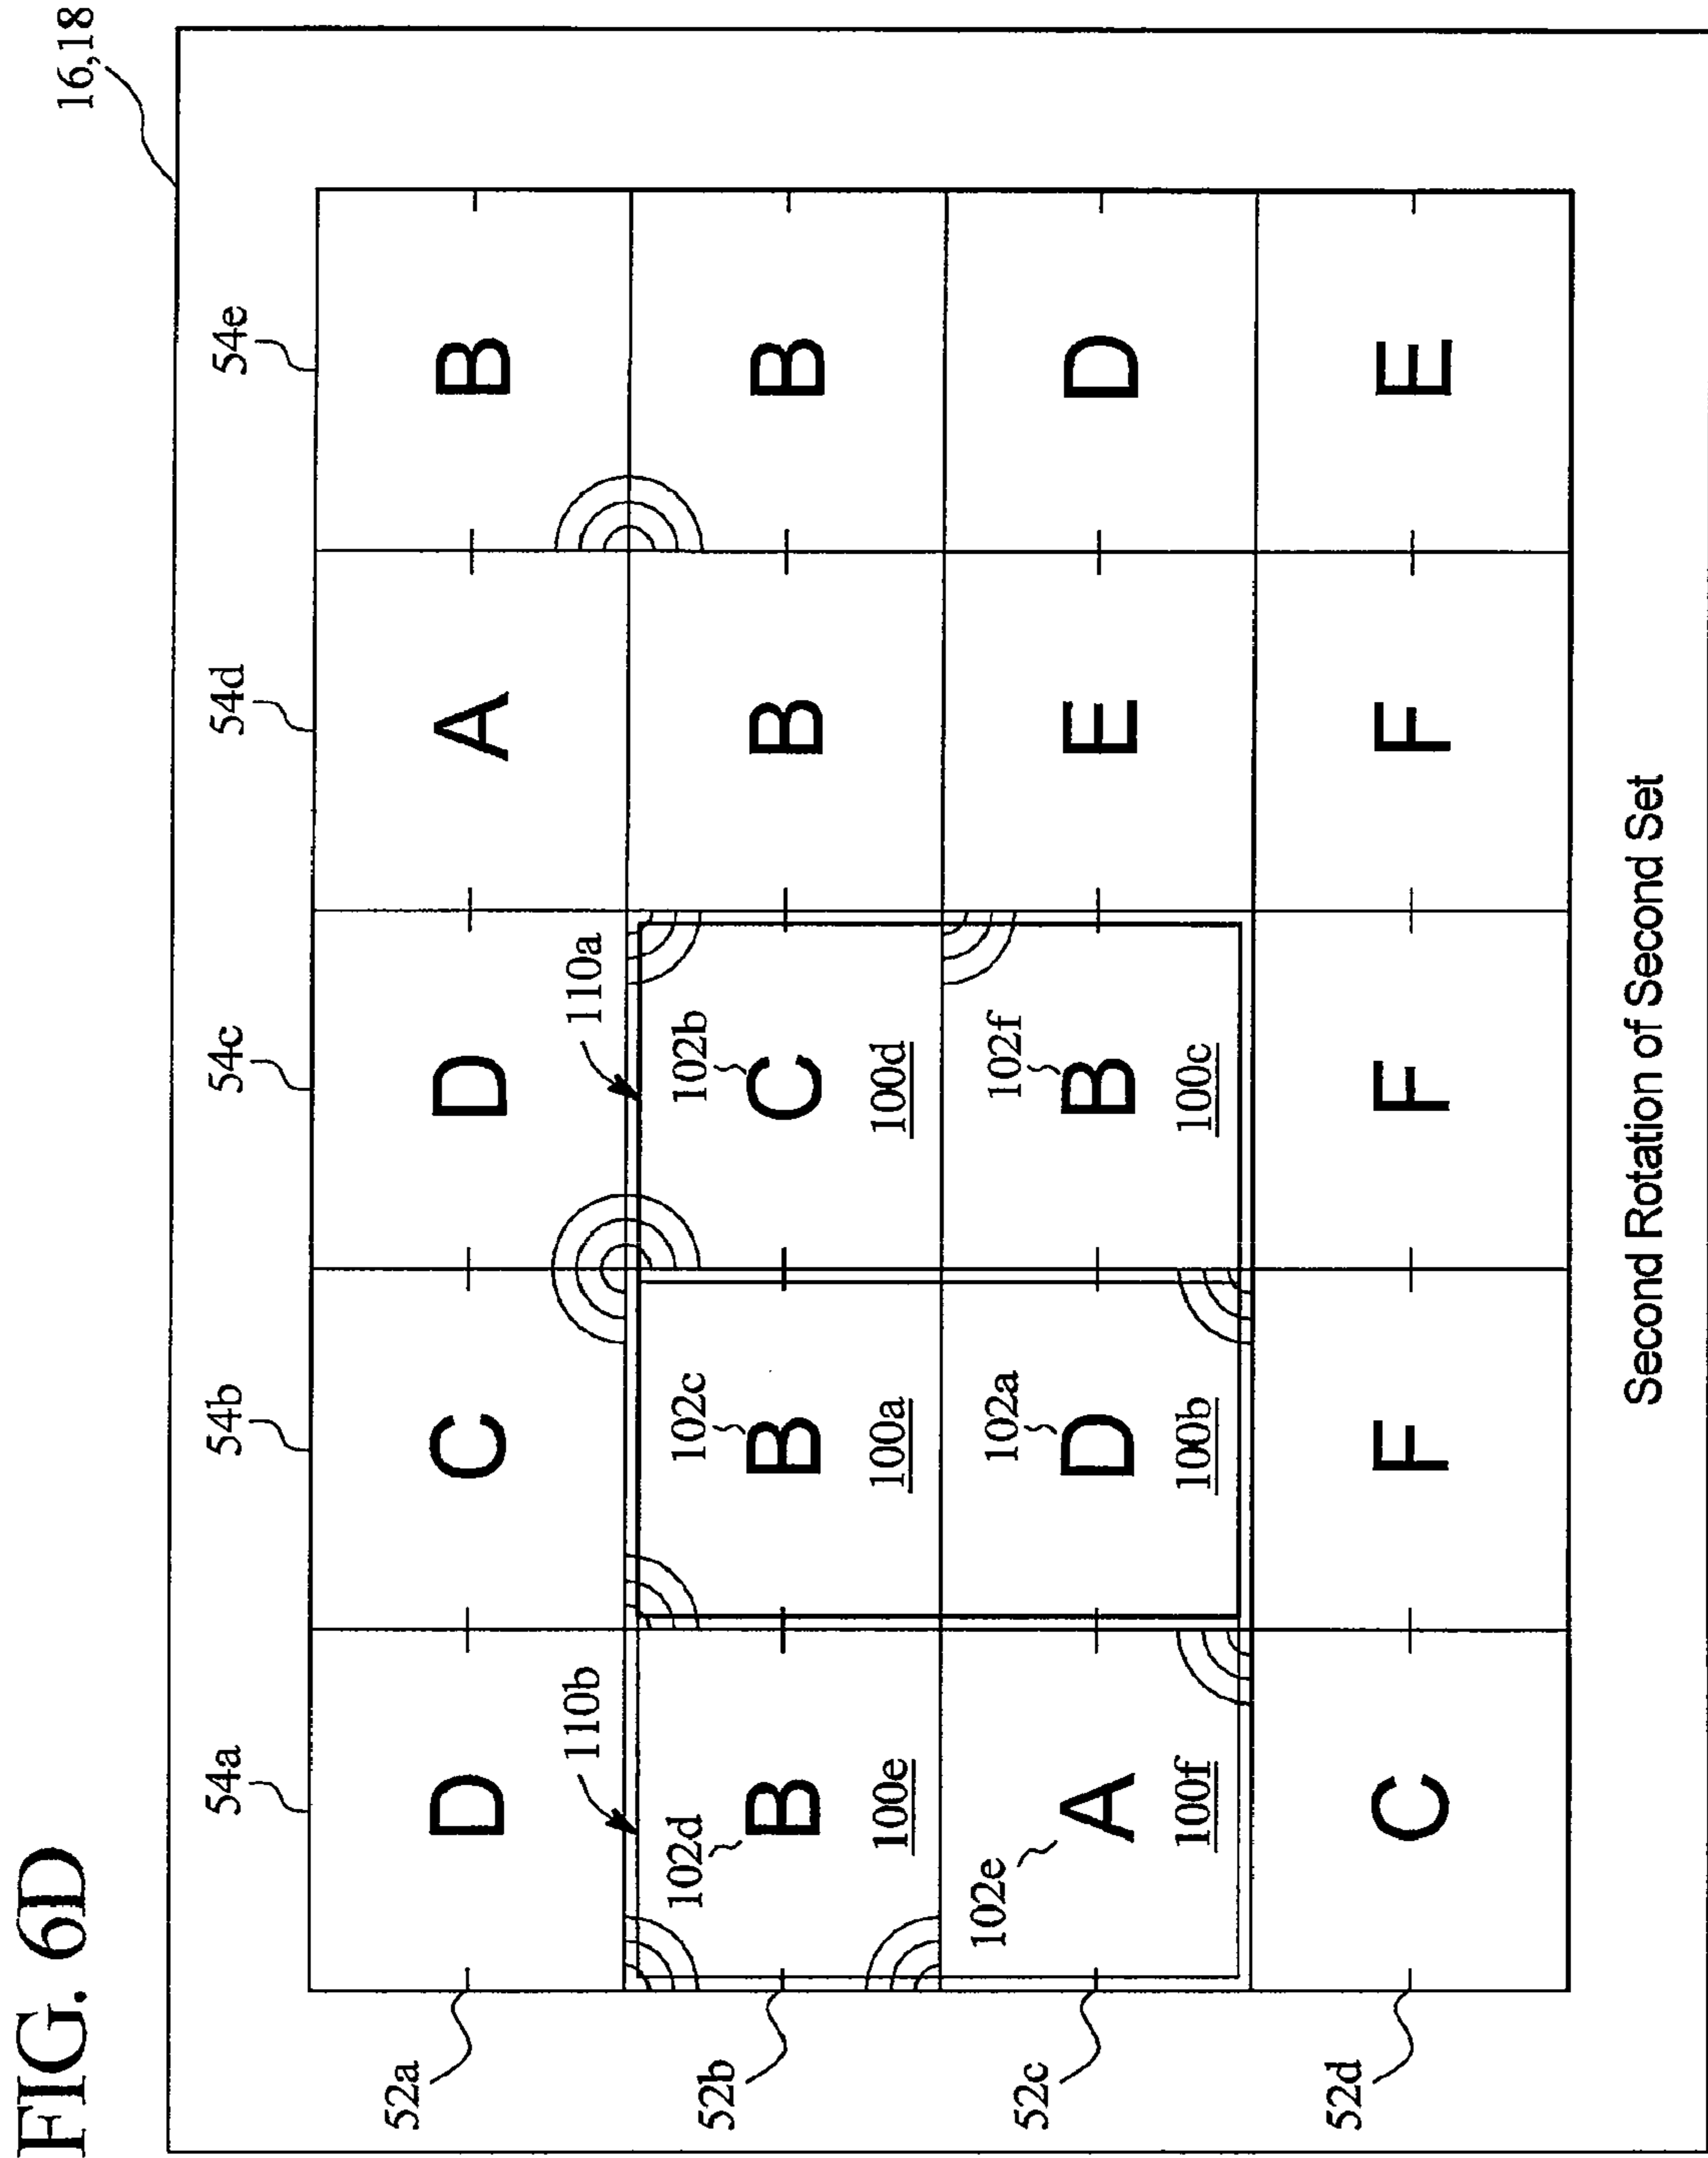 FIG. 6D
16,18
54a 54b 54c 54d 54e
52a D C D A B
110b 110a
102d 102c 102b
52b B B C B B
100e 100a 100d
102e 102a 102f
52c A D B E D
100f 100b 100c
52d C F F F E
Second Rotation of Second Set